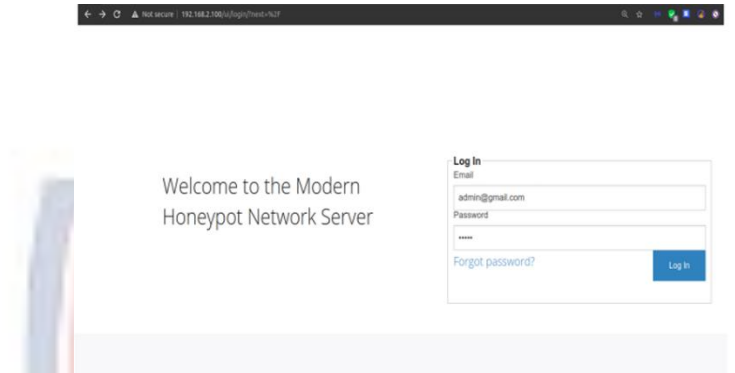 Not secure | 192.168.2.100/ui/login/?next=%2F
Welcome to the Modern
Honeypot Network Server
Log In
Email
admin@gmail.com
Password
•••••
Forgot password?
Log In